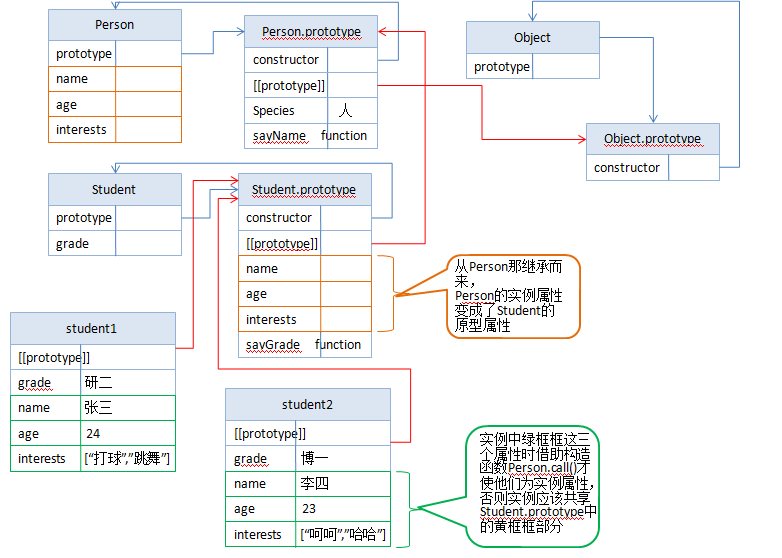 Person
prototype
name
age
interests
Person.prototype
constructor
[[prototype]]
Species 人
sayName function
Object
prototype
Object.prototype
constructor
Student
prototype
grade
Student.prototype
constructor
[[prototype]]
name
age
interests
sayGrade function
从Person那继承而
来，
Person的实例属性
变成了Student的
原型属性
student1
[[prototype]]
grade 研二
name 张三
age 24
interests [“打球”,”跳舞”]
student2
[[prototype]]
grade 博一
name 李四
age 23
interests [“呵呵”,”哈哈”]
实例中绿框框这三
个属性时借助构造
函数Person.call()才
使他们为实例属性，
否则实例应该共享
Student.prototype中
的黄框框部分